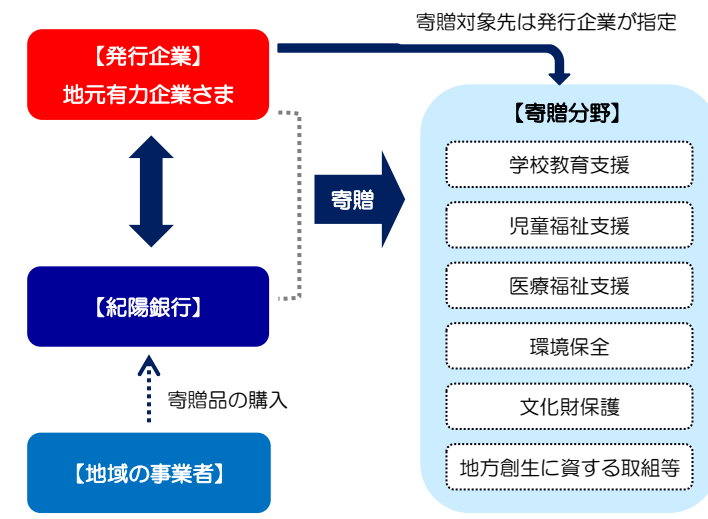 寄贈対象先は発行企業が指定
【発行企業】
地元有力企業さま
【紀陽銀行】
寄贈品の購入
【地域の事業者】
寄贈
【寄贈分野】
学校教育支援
児童福祉支援
医療福祉支援
環境保全
文化財保護
地方創生に資する取組等